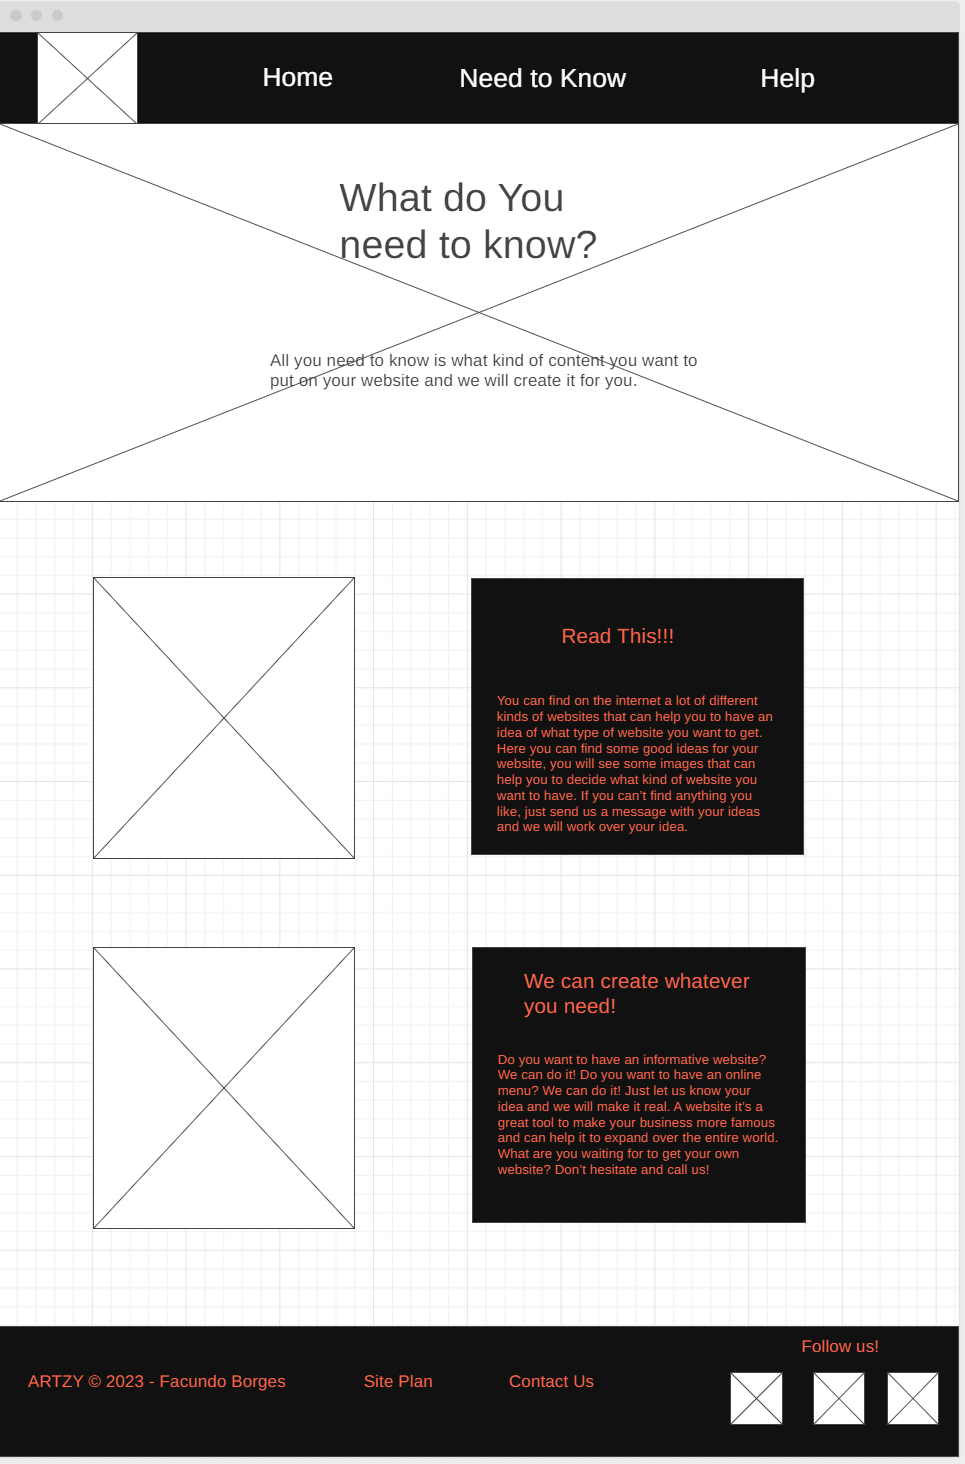 Home
Need to Know
Help
What do You
need to know?
All you need to know is what kind of content you want to
put on your website and we will create it for you.
Read This!!!
You can find on the internet a lot of different
kinds of websites that can help you to have an
idea of what type of website you want to get.
Here you can find some good ideas for your
website, you will see some images that can
help you to decide what kind of website you
want to have. If you can’t find anything you
like, just send us a message with your ideas
and we will work over your idea.
We can create whatever
you need!
Do you want to have an informative website?
We can do it! Do you want to have an online
menu? We can do it! Just let us know your
idea and we will make it real. A website it’s a
great tool to make your business more famous
and can help it to expand over the entire world.
What are you waiting for to get your own
website? Don’t hesitate and call us!
Follow us!
ARTZY © 2023 - Facundo Borges
Site Plan
Contact Us